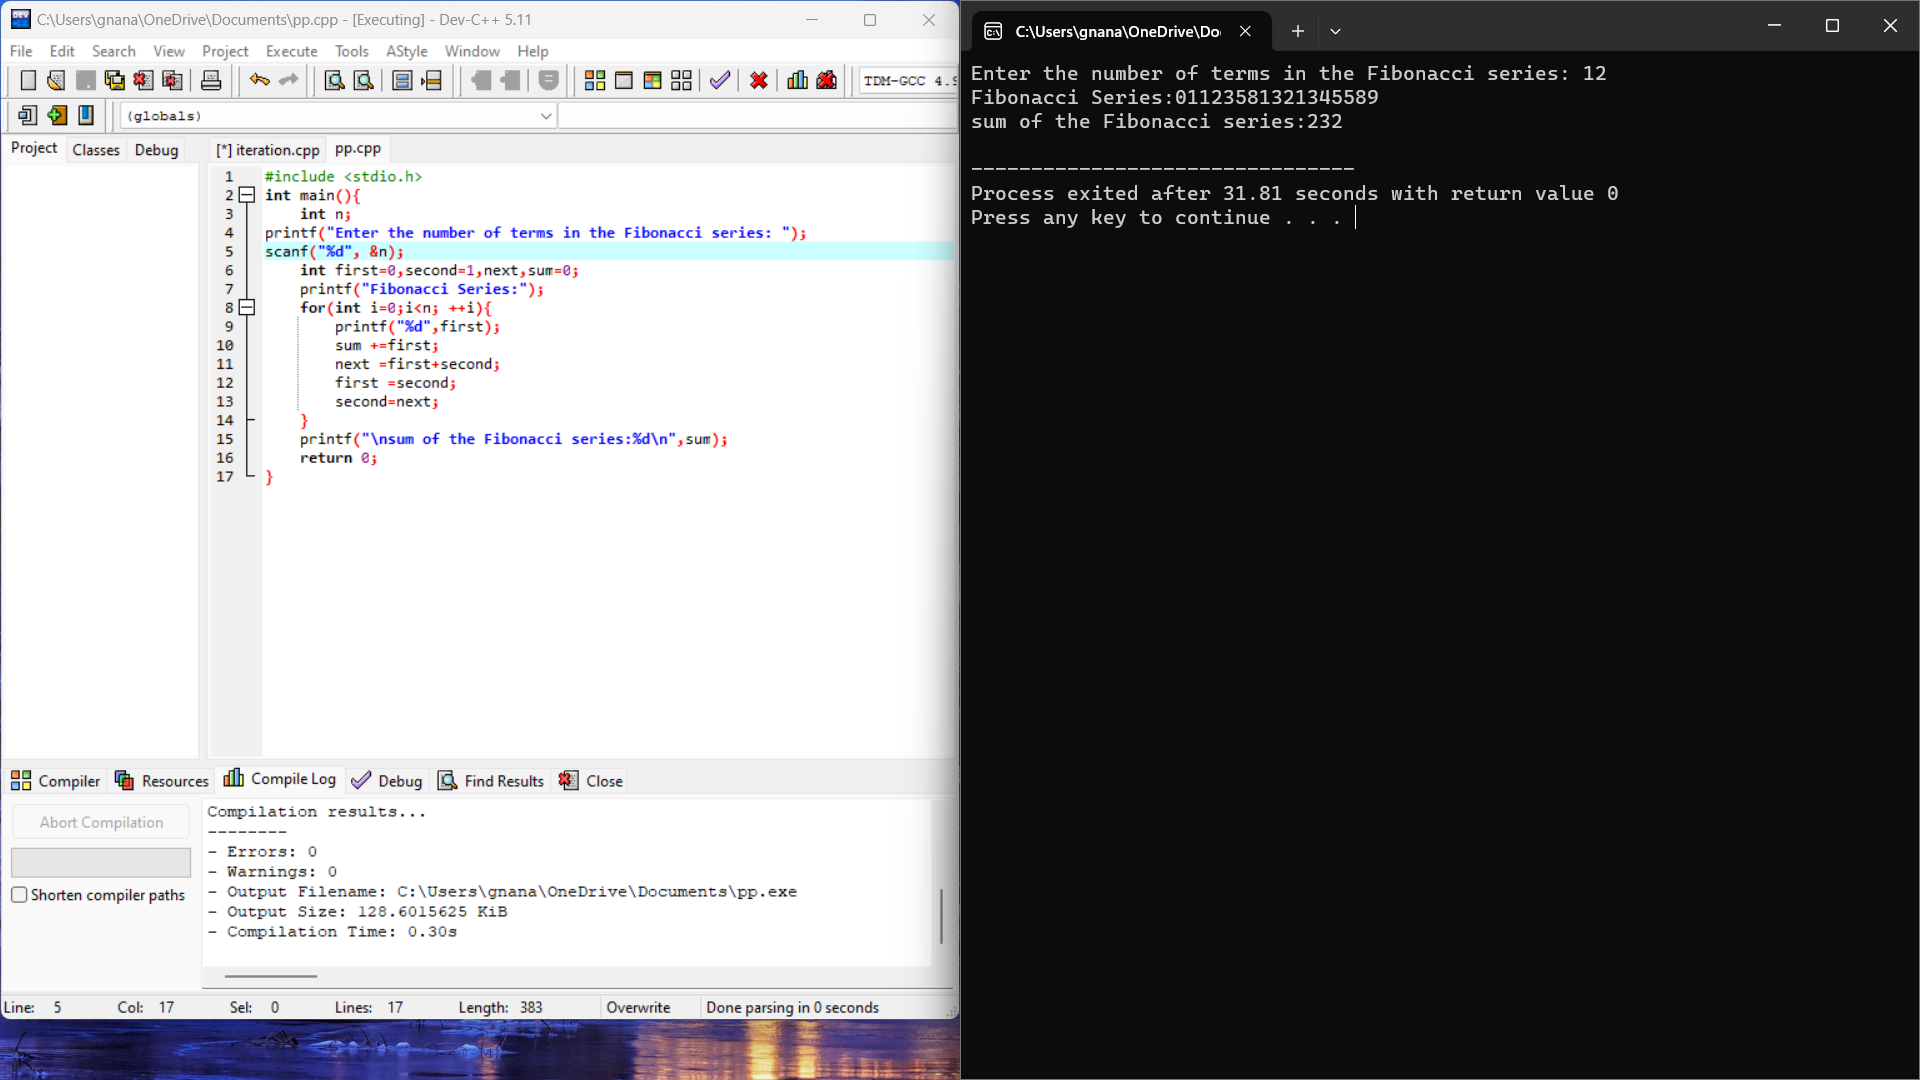 C:\Users\gnana\OneDrive\Documents\pp.cpp - [Executing] - Dev-C++ 5.11
File Edit Search View Project Execute Tools AStyle Window Help
TDM-GCC 4.9
(globals)
Project Classes Debug
[*] iteration.cpp pp.cpp
1 #include <stdio.h>
2 int main(){
3 int n;
4 printf("Enter the number of terms in the Fibonacci series: ");
5 scanf("%d", &n);
6 int first=0,second=1,next,sum=0;
7 printf("Fibonacci Series:");
8 for(int i=0;i<n; ++i){
9 printf("%d",first);
10 sum +=first;
11 next =first+second;
12 first =second;
13 second=next;
14 }
15 printf("\nsum of the Fibonacci series:%d\n",sum);
16 return 0;
17 }
Compiler Resources Compile Log Debug Find Results Close
Abort Compilation
Shorten compiler paths
Compilation results...
--------
- Errors: 0
- Warnings: 0
- Output Filename: C:\Users\gnana\OneDrive\Documents\pp.exe
- Output Size: 128.6015625 KiB
- Compilation Time: 0.30s
Line: 5 Col: 17 Sel: 0 Lines: 17 Length: 383 Overwrite Done parsing in 0 seconds
C:\Users\gnana\OneDrive\Do
Enter the number of terms in the Fibonacci series: 12
Fibonacci Series:01123581321345589
sum of the Fibonacci series:232
--------------------------------
Process exited after 31.81 seconds with return value 0
Press any key to continue . . .